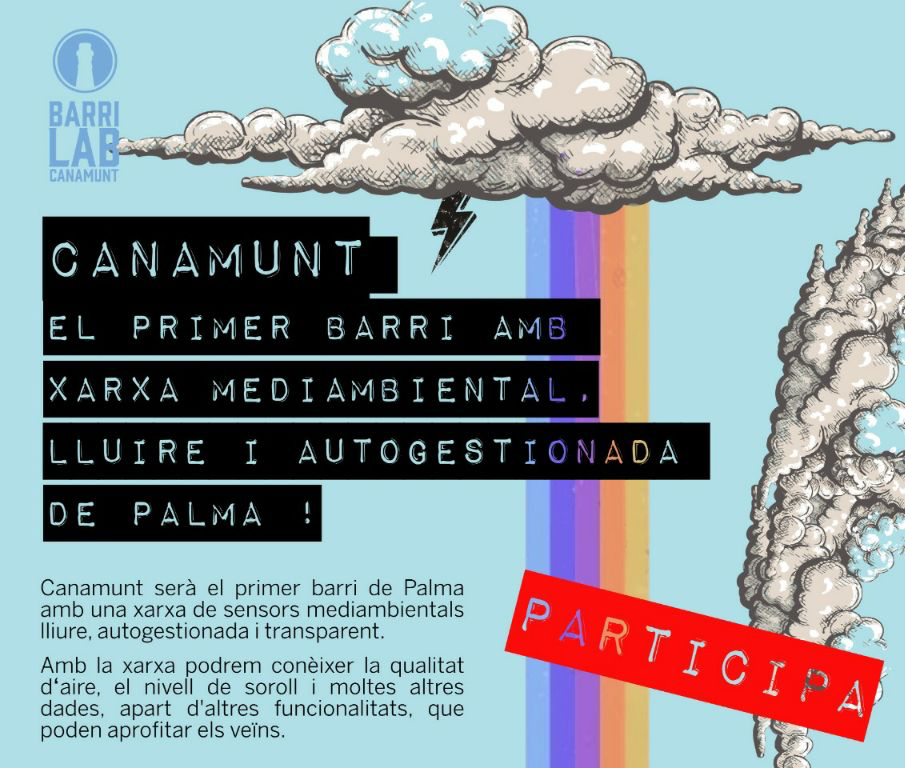 BARRI
LAB
CANAMUNT
CANAMUNT
EL PRIMER BARRI AMB
XARXA MEDIAMBIENTAL,
LLUIRE I AUTOGESTIONADA
DE PALMA !
Canamunt serà el primer barri de Palma
amb una xarxa de sensors mediambientals
lliure, autogestionada i transparent.
Amb la xarxa podrem conèixer la qualitat
d‘aire, el nivell de soroll i moltes altres
dades, apart d'altres funcionalitats, que
poden aprofitar els veïns.
PARTICIPA